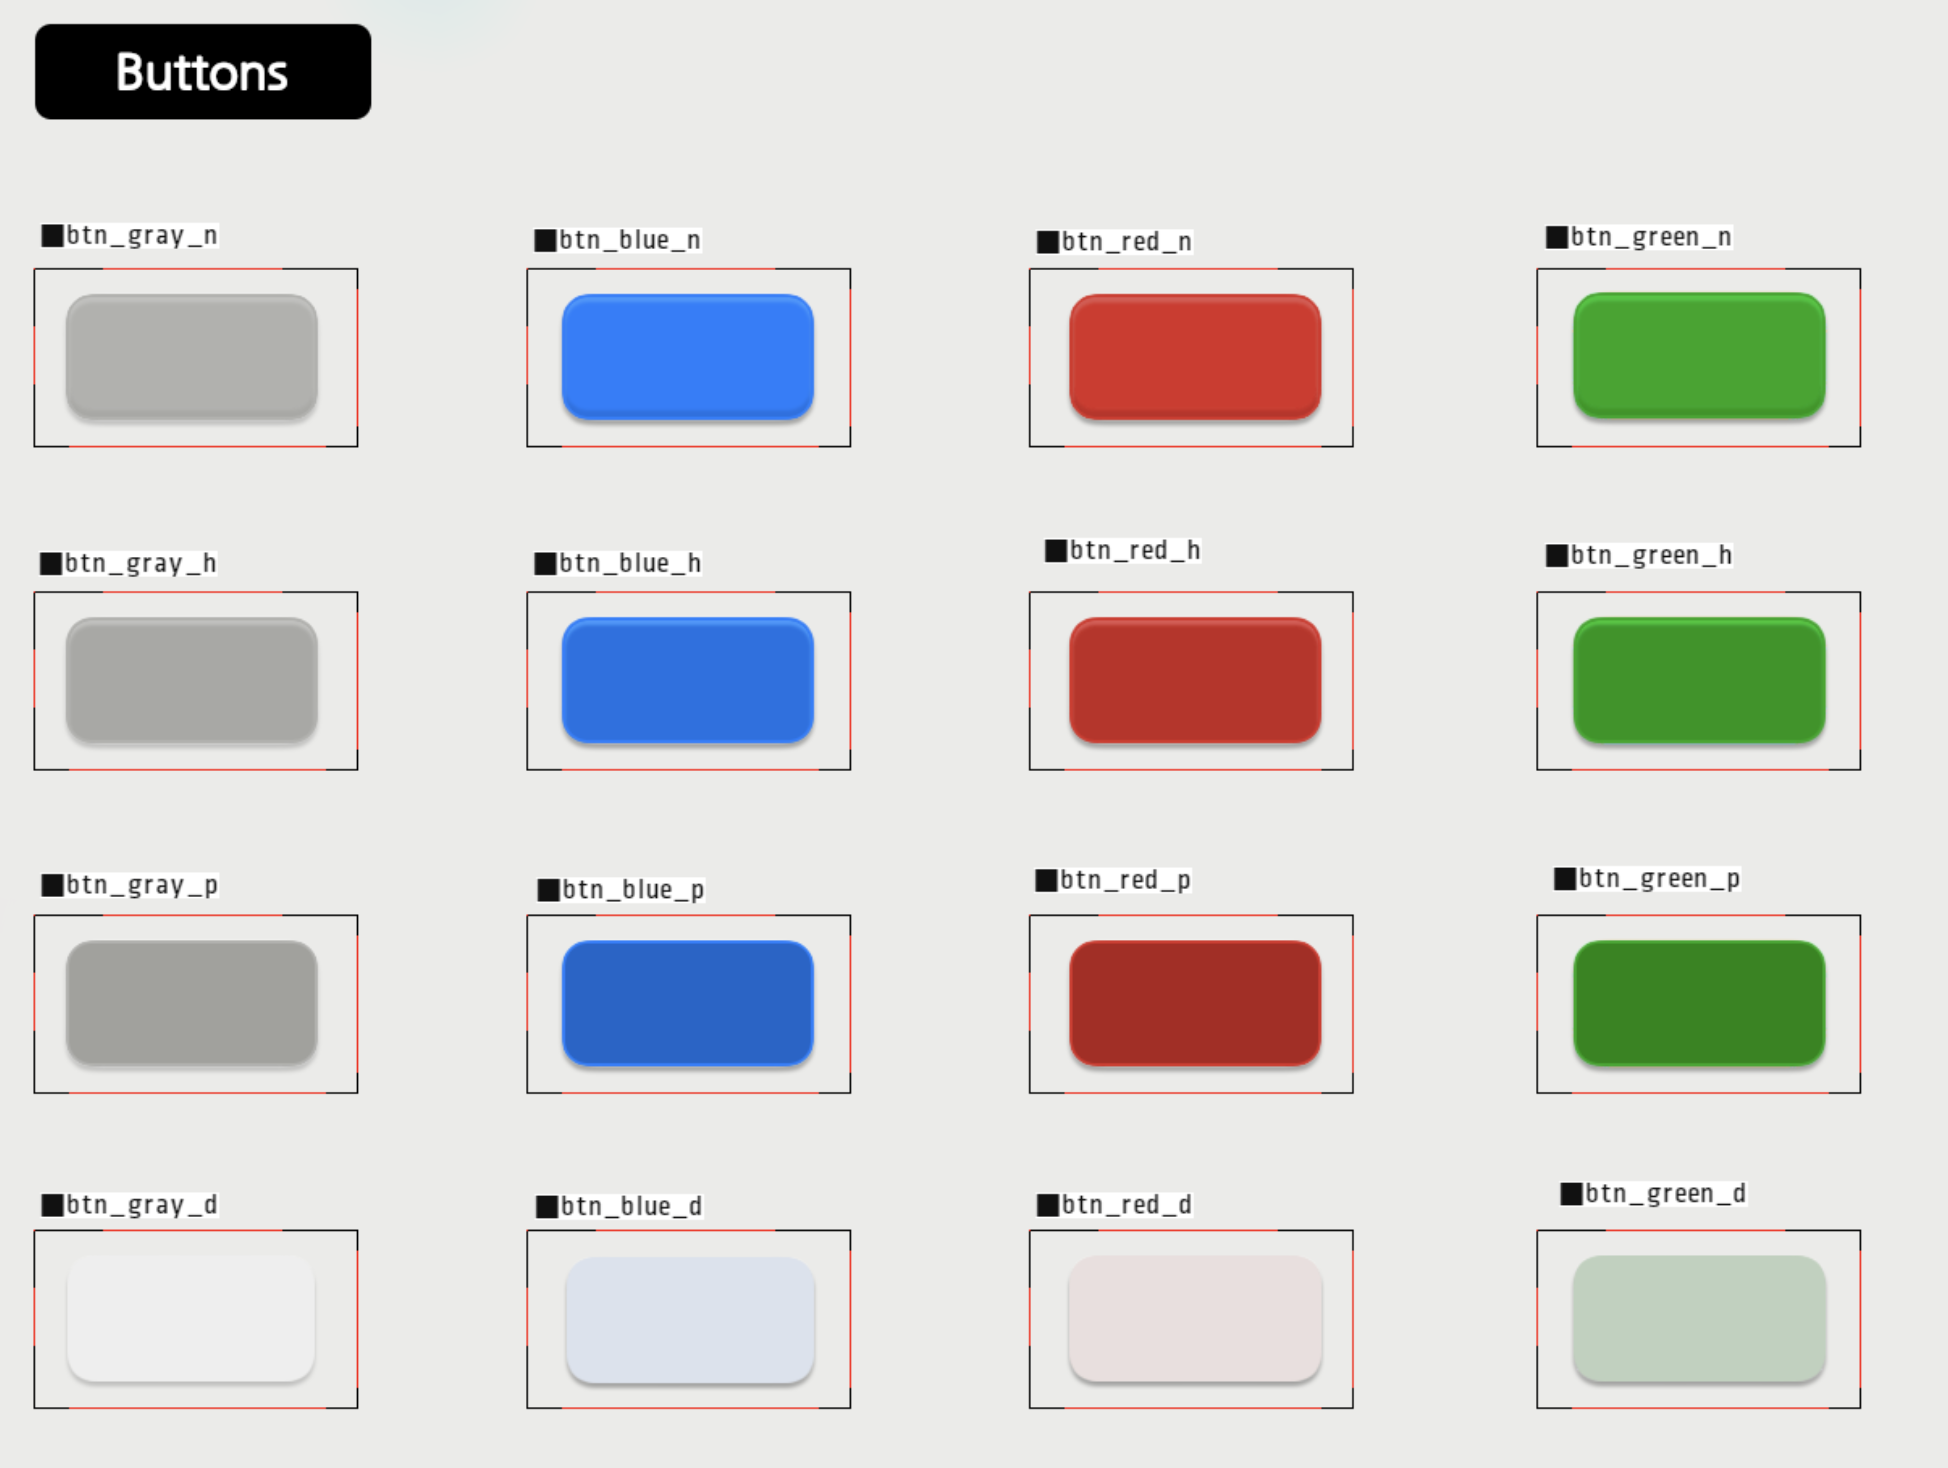 Buttons
■btn_gray_n
■btn_blue_n
■btn_red_n
■btn_green_n
■btn_gray_h
■btn_blue_h
■btn_red_h
■btn_green_h
■btn_gray_p
■btn_blue_p
■btn_red_p
■btn_green_p
■btn_gray_d
■btn_blue_d
■btn_red_d
■btn_green_d